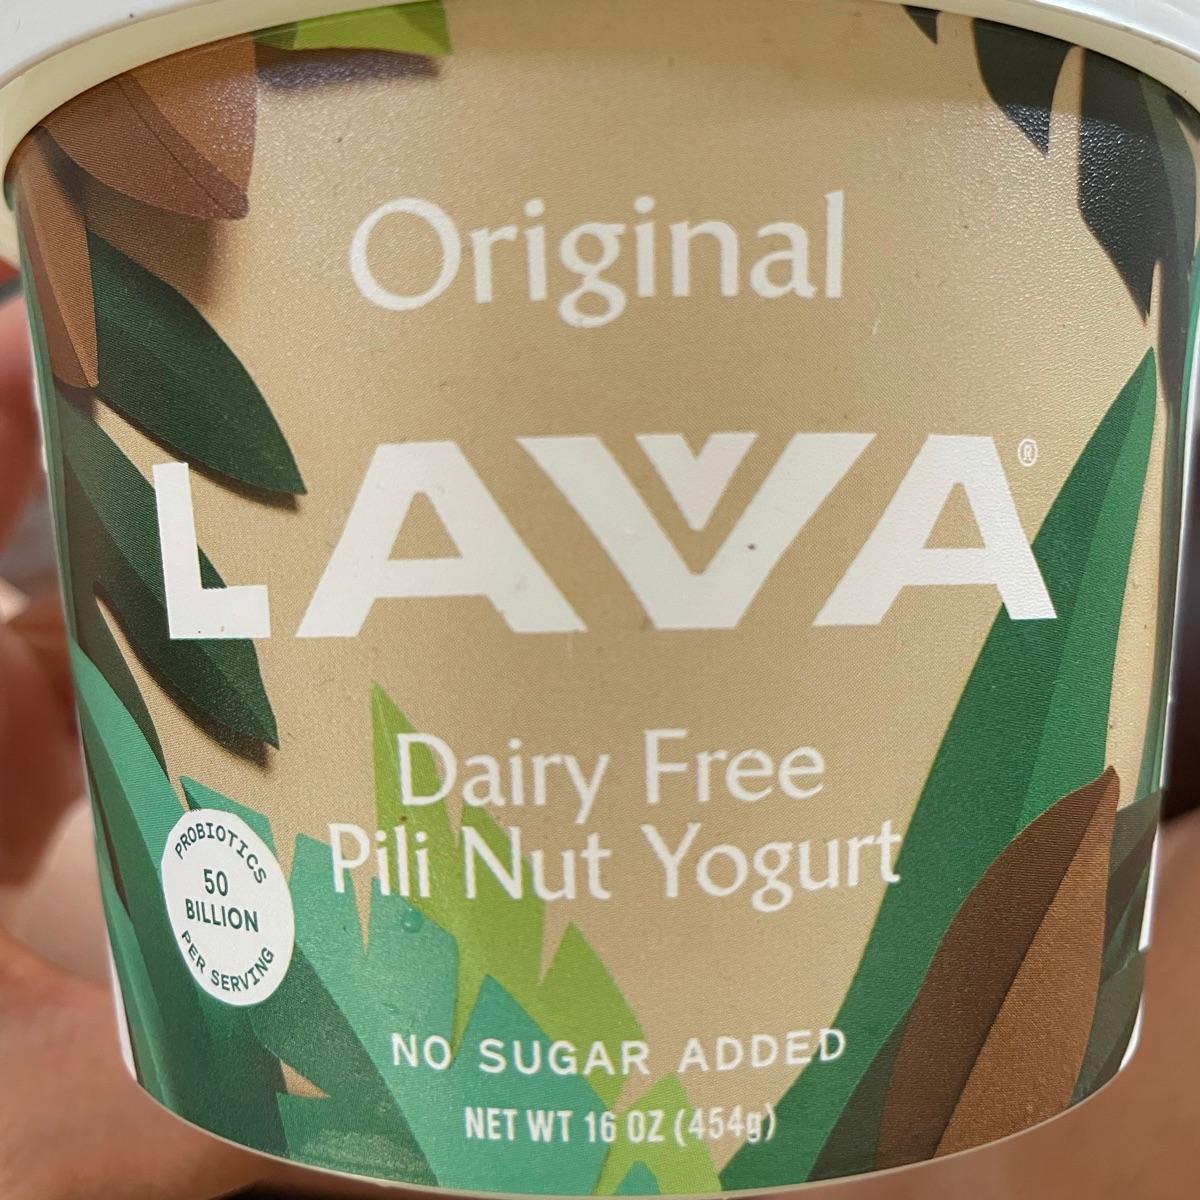 Original
LAVVA®
Dairy Free
Pili Nut Yogurt
PROBIOTICS
50
BILLION
PER SERVING
NO SUGAR ADDED
NET WT 16 OZ (454g)